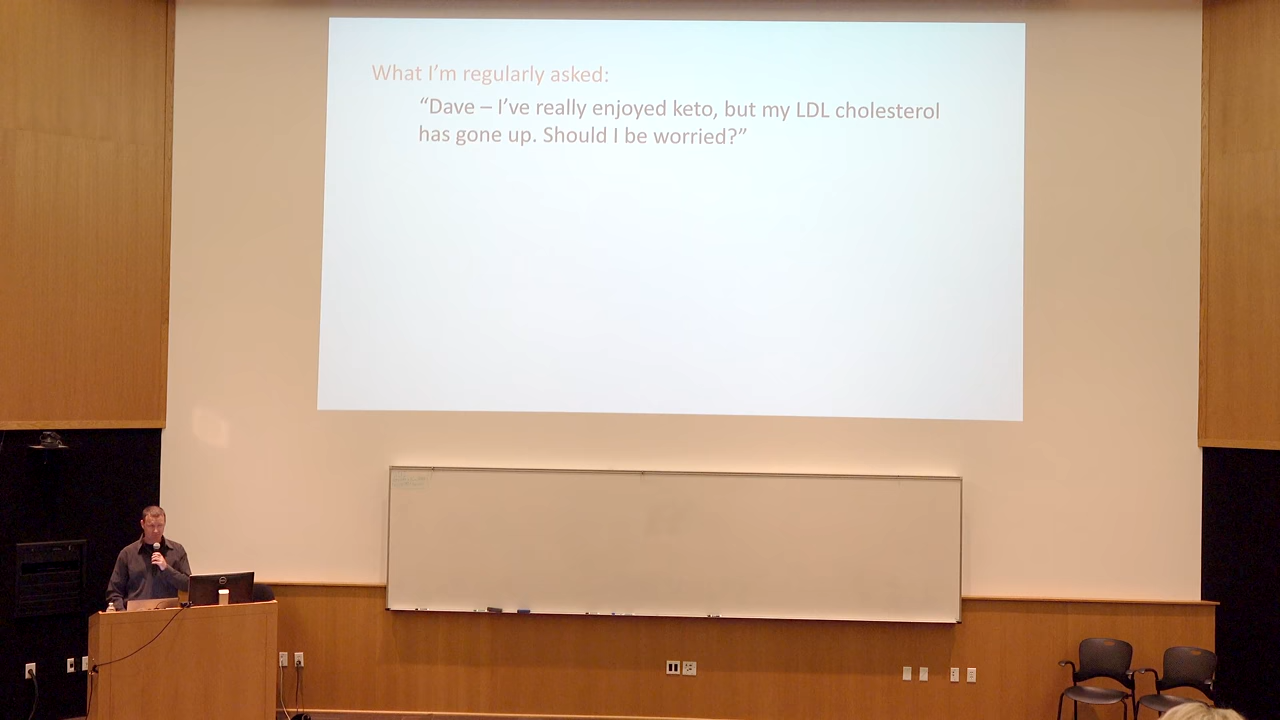 What I’m regularly asked:
“Dave – I’ve really enjoyed keto, but my LDL cholesterol
has gone up. Should I be worried?”